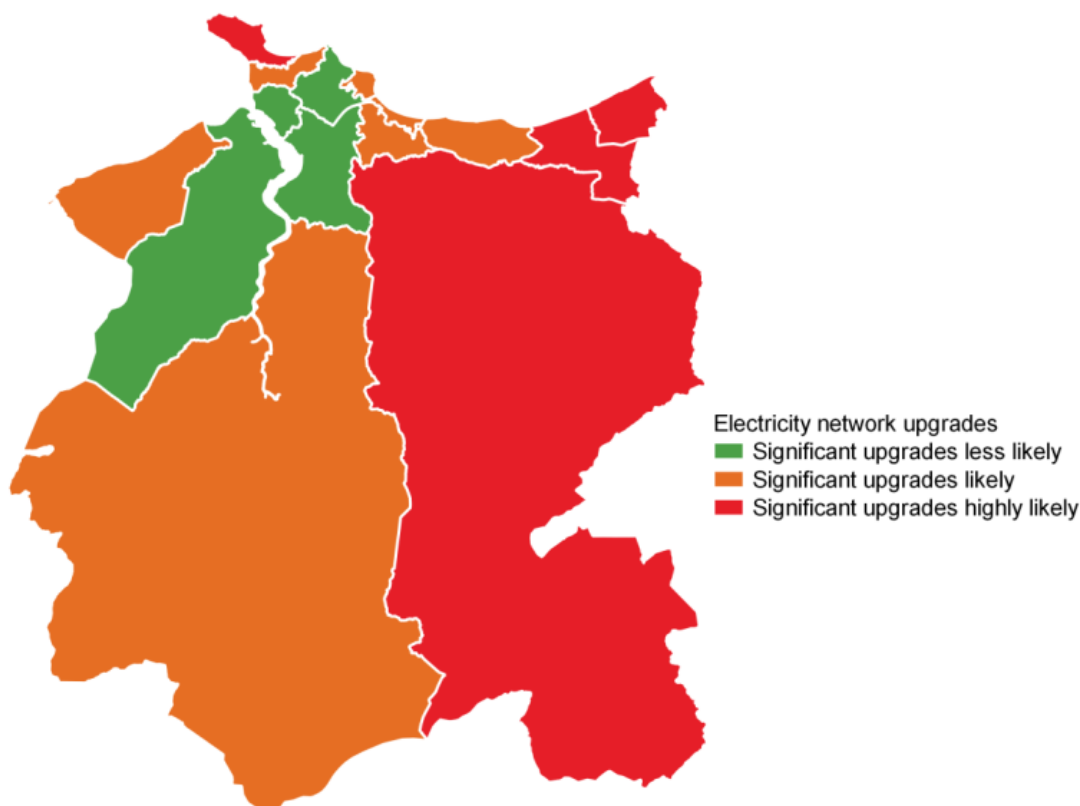 Electricity network upgrades
Significant upgrades less likely
Significant upgrades likely
Significant upgrades highly likely